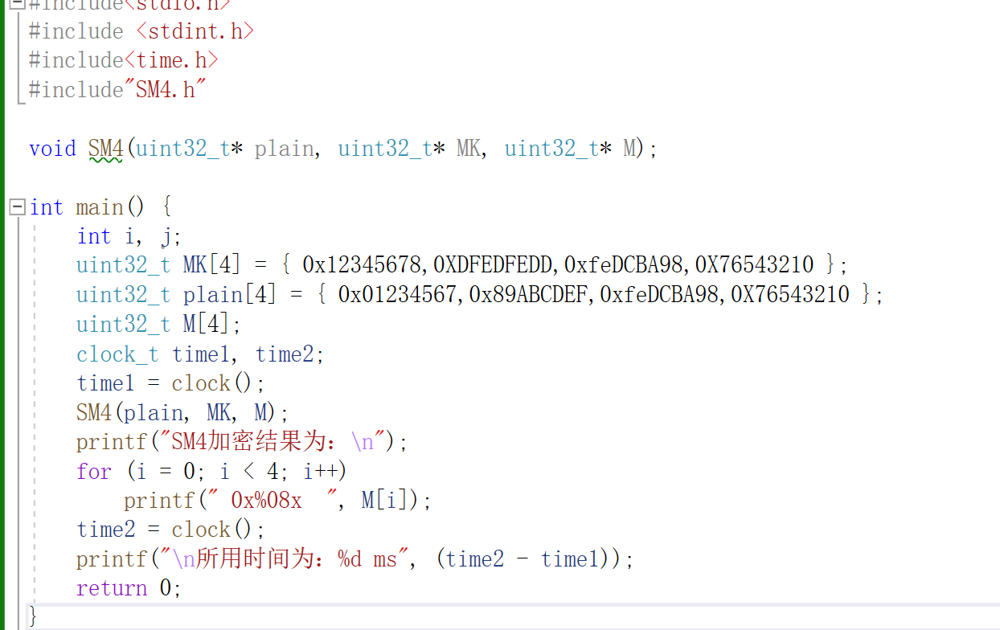 #include<stdio.h>
#include <stdint.h>
#include<time.h>
#include"SM4.h"
void SM4(uint32_t* plain, uint32_t* MK, uint32_t* M);
int main() {
int i, j;
uint32_t MK[4] = { 0x12345678,0XDFEDFEDD,0xfeDCBA98,0X76543210 };
uint32_t plain[4] = { 0x01234567,0x89ABCDEF,0xfeDCBA98,0X76543210 };
uint32_t M[4];
clock_t time1, time2;
time1 = clock();
SM4(plain, MK, M);
printf("SM4加密结果为：\n");
for (i = 0; i < 4; i++)
printf(" 0x%08x  ", M[i]);
time2 = clock();
printf("\n所用时间为：%d ms", (time2 - time1));
return 0;
}